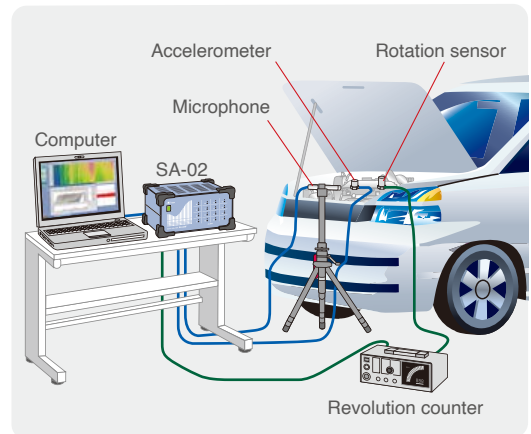 Accelerometer
Rotation sensor
Microphone
Computer
SA-02
Revolution counter